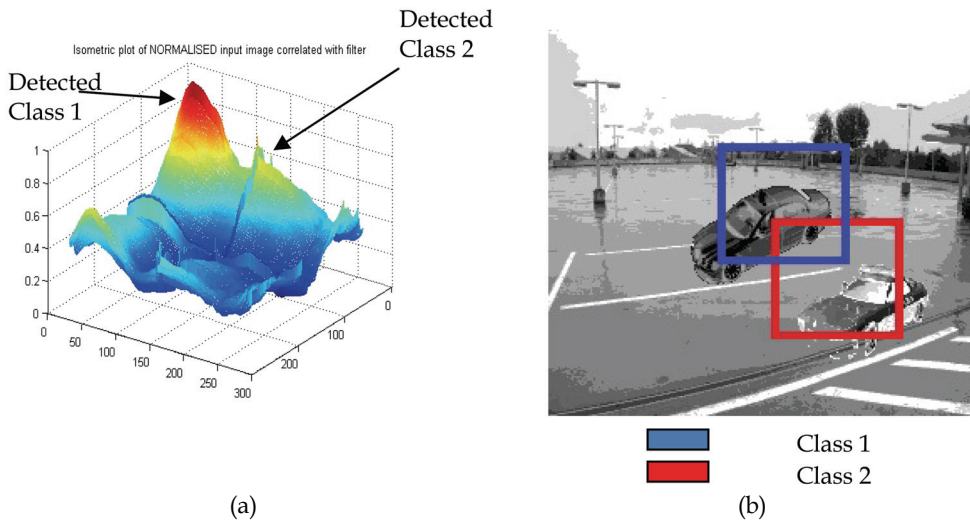 Detected
Class 2
Isometric plot of NORMALISED input image correlated with filter
Detected
Class 1
1
0.8
0.6
0.4
0.2
0
0
50
100
150
200
250
300
0
100
200
Class 1
Class 2
(a)
(b)